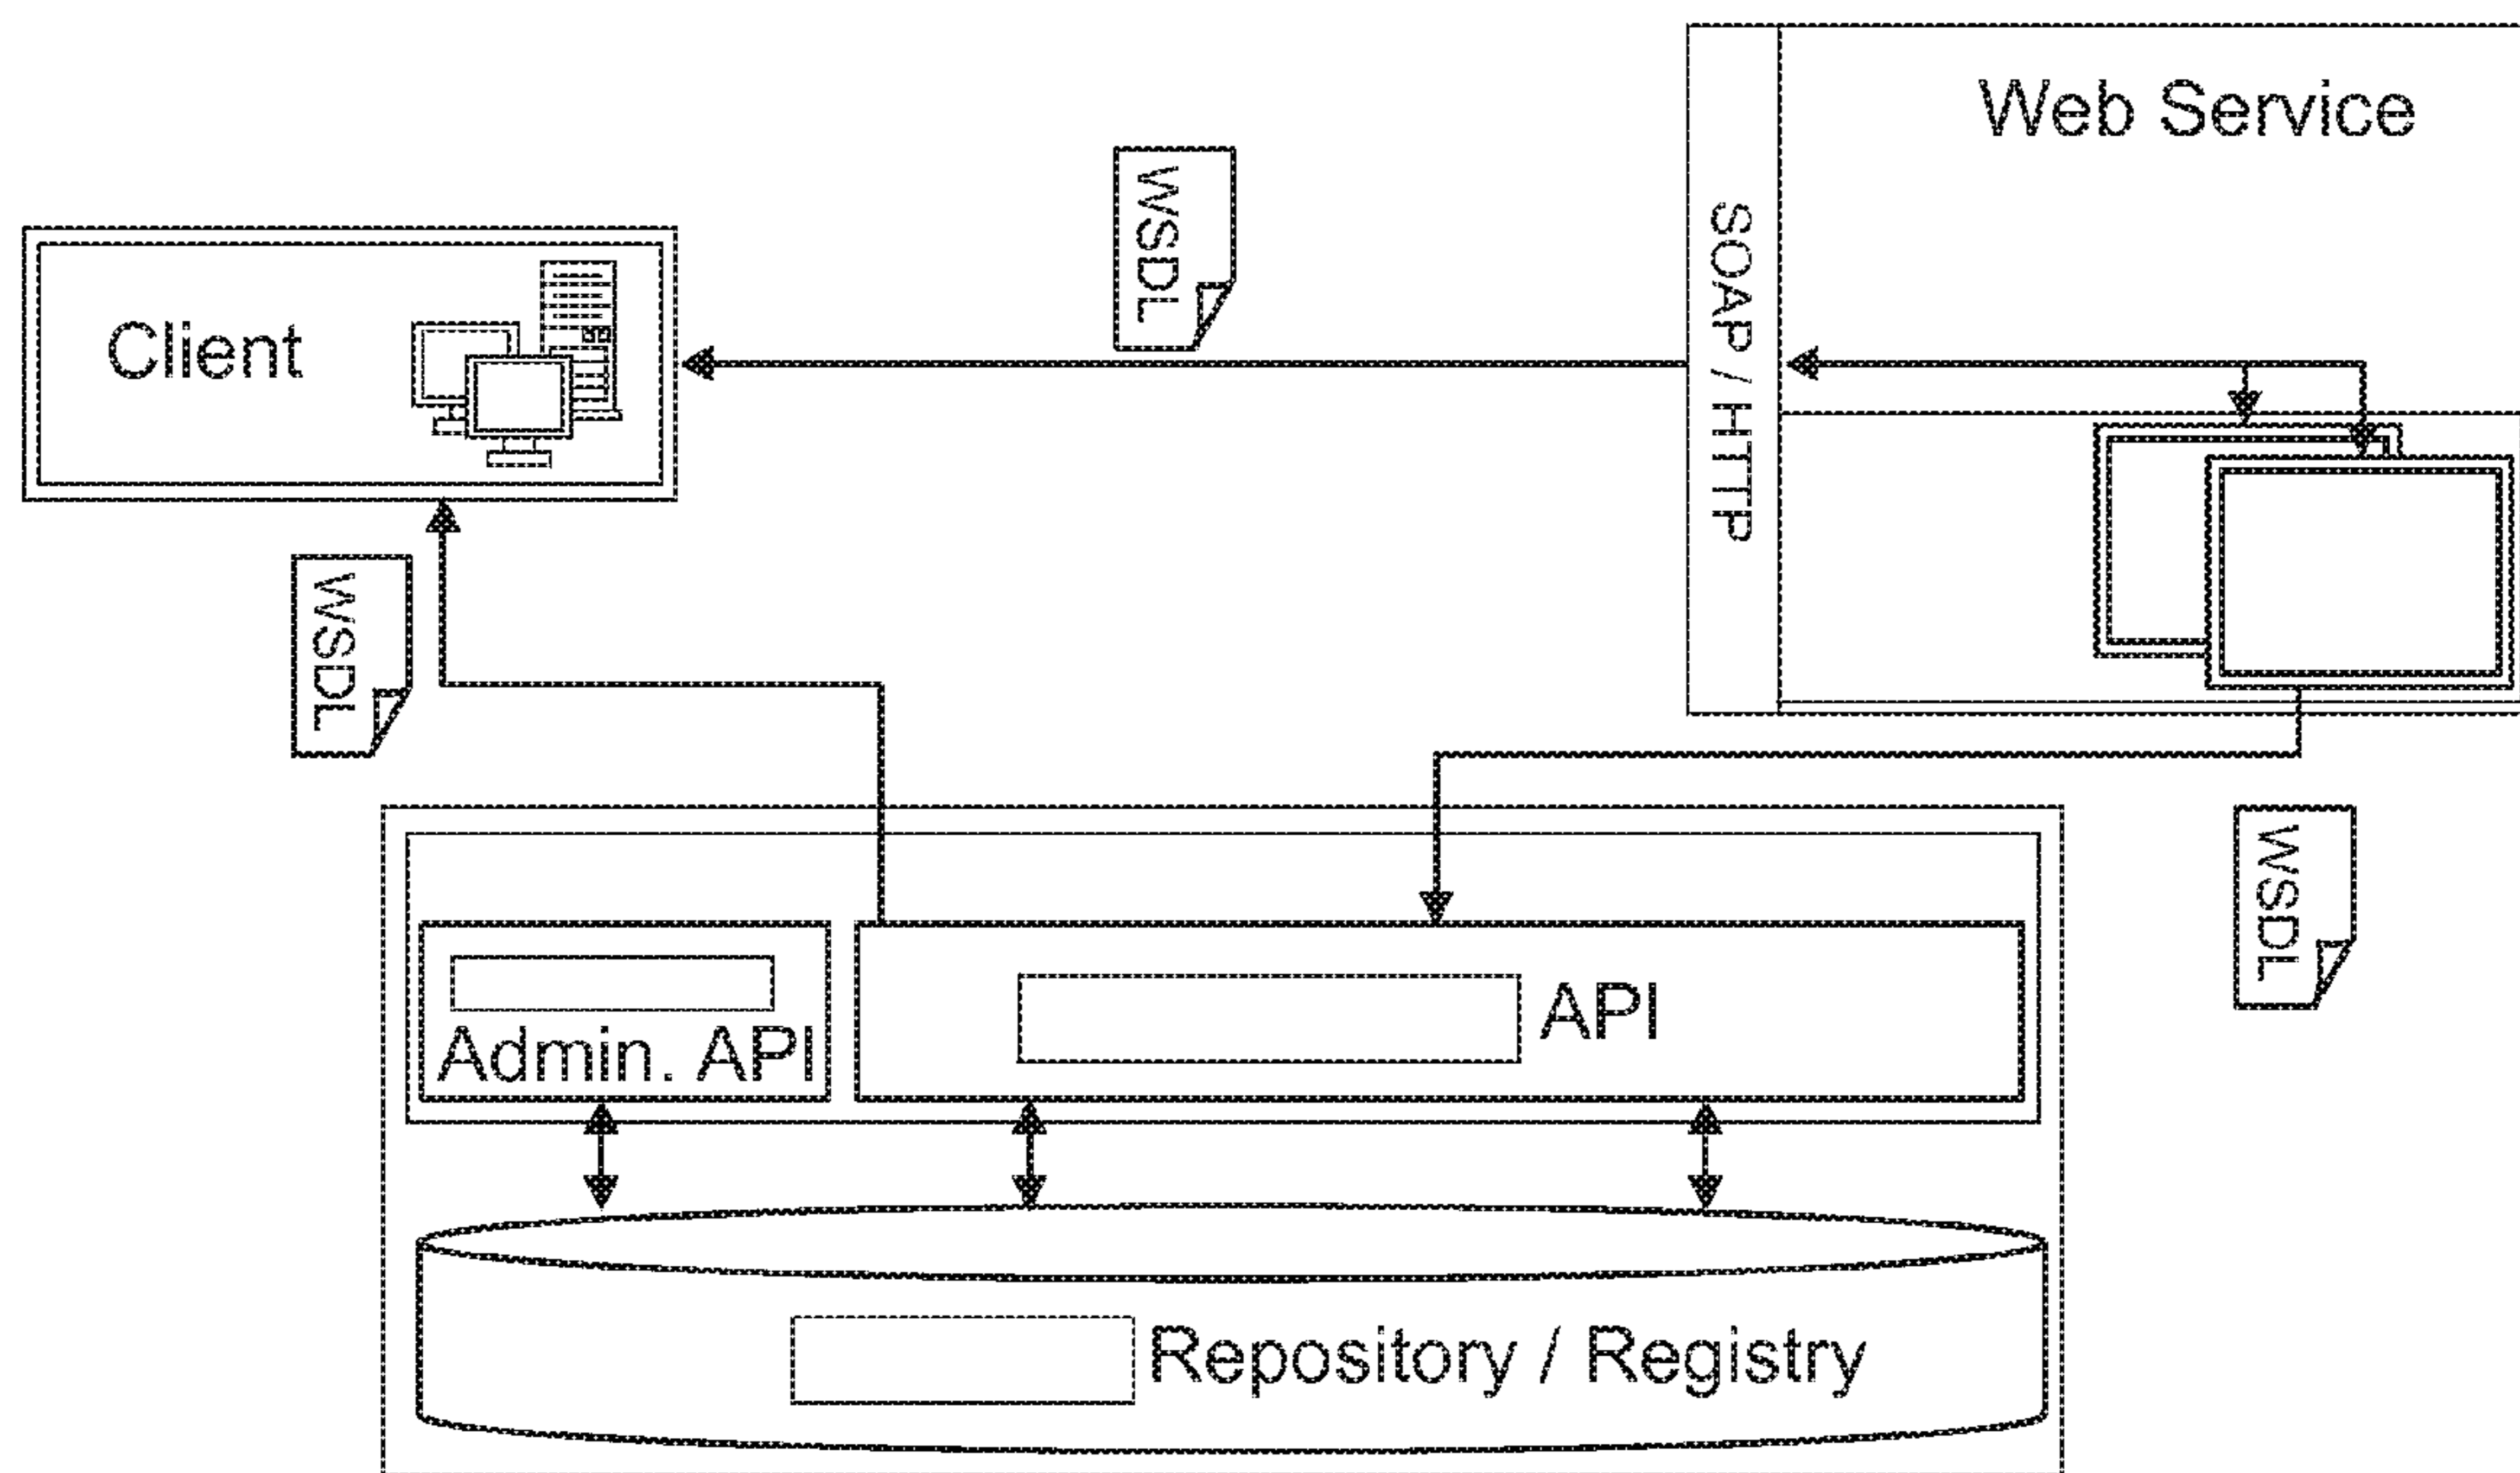 Web Service
WSDL
SOAP / HTTP
Client
WSDL
WSDL
API
Admin. API
Repository / Registry